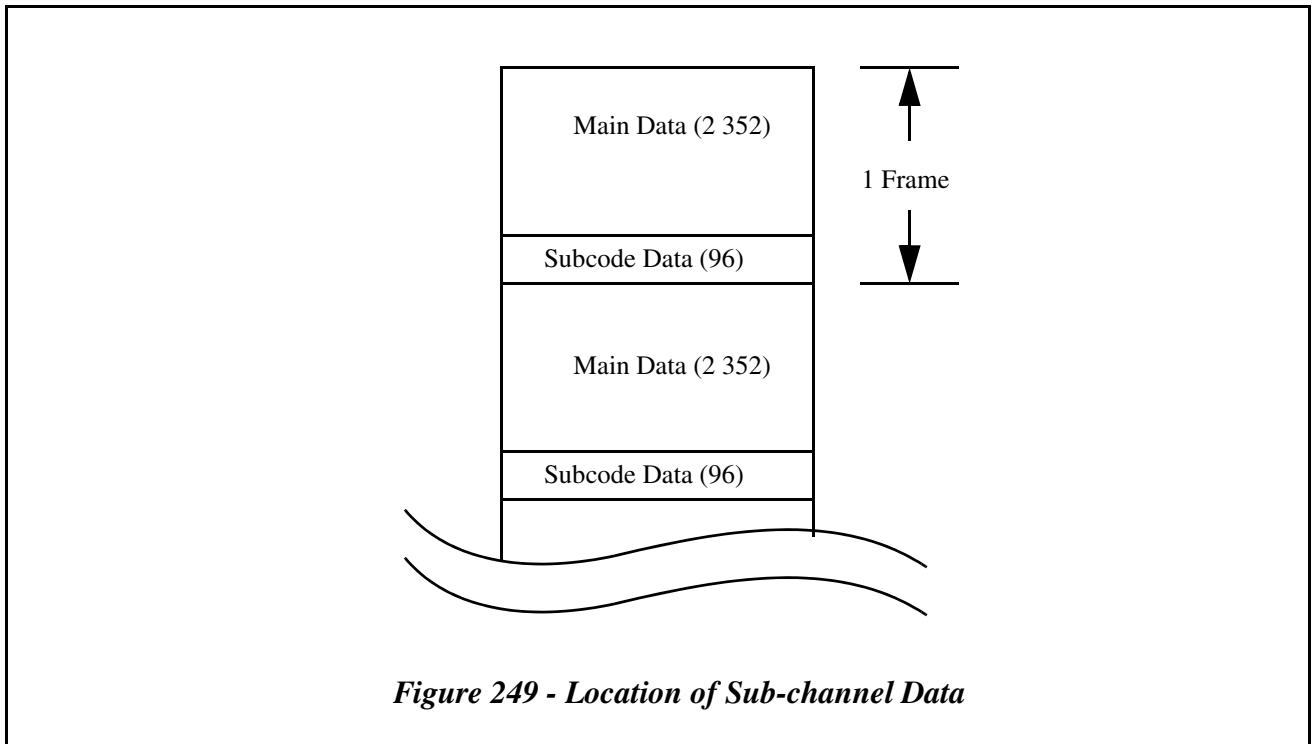 Main Data (2 352)
1 Frame
Subcode Data (96)
Main Data (2 352)
Subcode Data (96)
Figure 249 - Location of Sub-channel Data